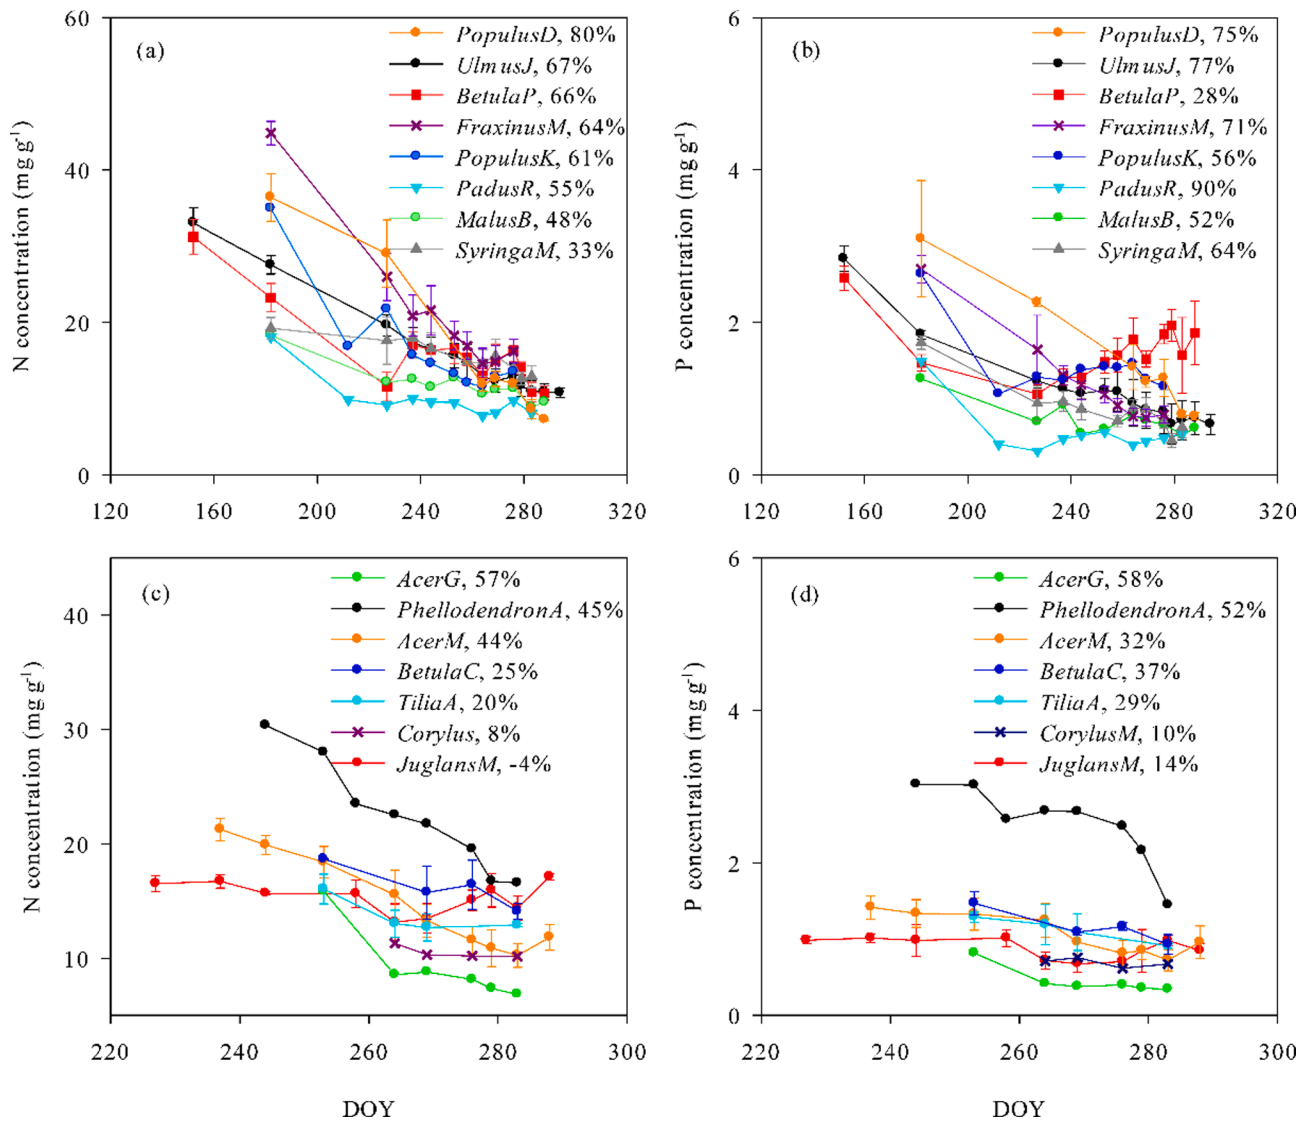 (a)
PopulusD, 80%
UlmusJ, 67%
BetulaP, 66%
FraxinusM, 64%
PopulusK, 61%
PadusR, 55%
MalusB, 48%
SyringaM, 33%
N concentration (mg g-1)
60
40
20
0
120 160 200 240 280 320
(b)
PopulusD, 75%
UlmusJ, 77%
BetulaP, 28%
FraxinusM, 71%
PopulusK, 56%
PadusR, 90%
MalusB, 52%
SyringaM, 64%
P concentration (mg g-1)
6
4
2
0
120 160 200 240 280 320
(c)
AcerG, 57%
PhellodendronA, 45%
AcerM, 44%
BetulaC, 25%
TiliaA, 20%
Corylus, 8%
JuglansM, -4%
N concentration (mg g-1)
40
30
20
10
220 240 260 280 300
DOY
(d)
AcerG, 58%
PhellodendronA, 52%
AcerM, 32%
BetulaC, 37%
TiliaA, 29%
CorylusM, 10%
JuglansM, 14%
P concentration (mg g-1)
6
4
2
0
220 240 260 280 300
DOY